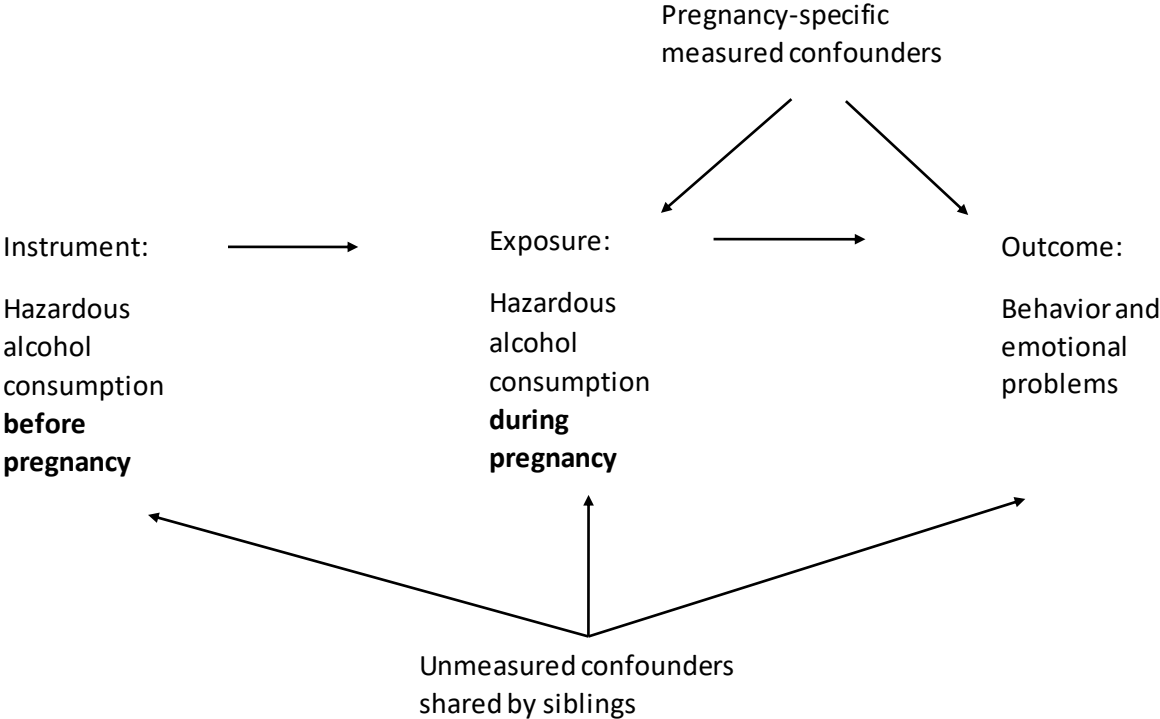 Pregnancy-specific
measured confounders
Instrument:
Hazardous
alcohol
consumption
before
pregnancy
Exposure:
Hazardous
alcohol
consumption
during
pregnancy
Outcome:
Behavior and
emotional
problems
Unmeasured confounders
shared by siblings